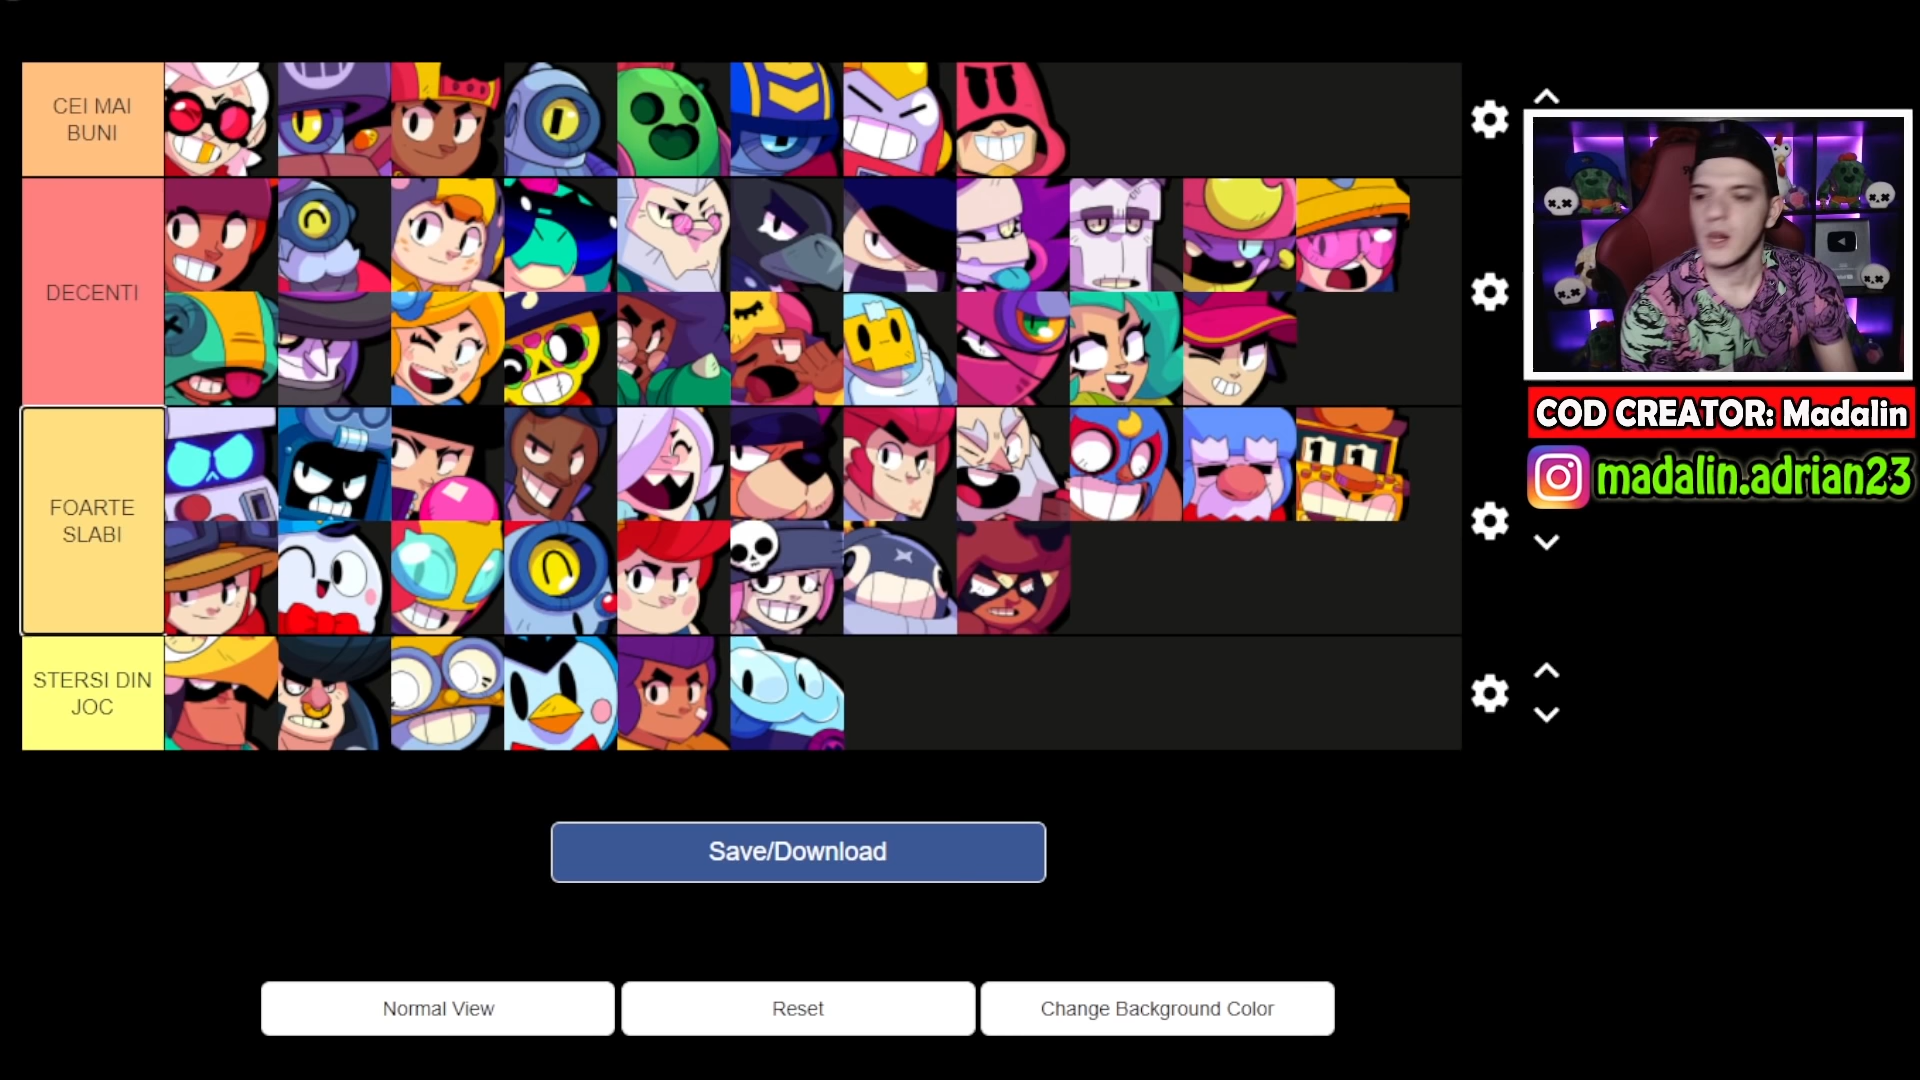 CEI MAI
BUNI
DECENTI
FOARTE
SLABI
STERSI DIN
JOC
COD CREATOR: Madalin
madalin.adrian23
Save/Download
Normal View
Reset
Change Background Color